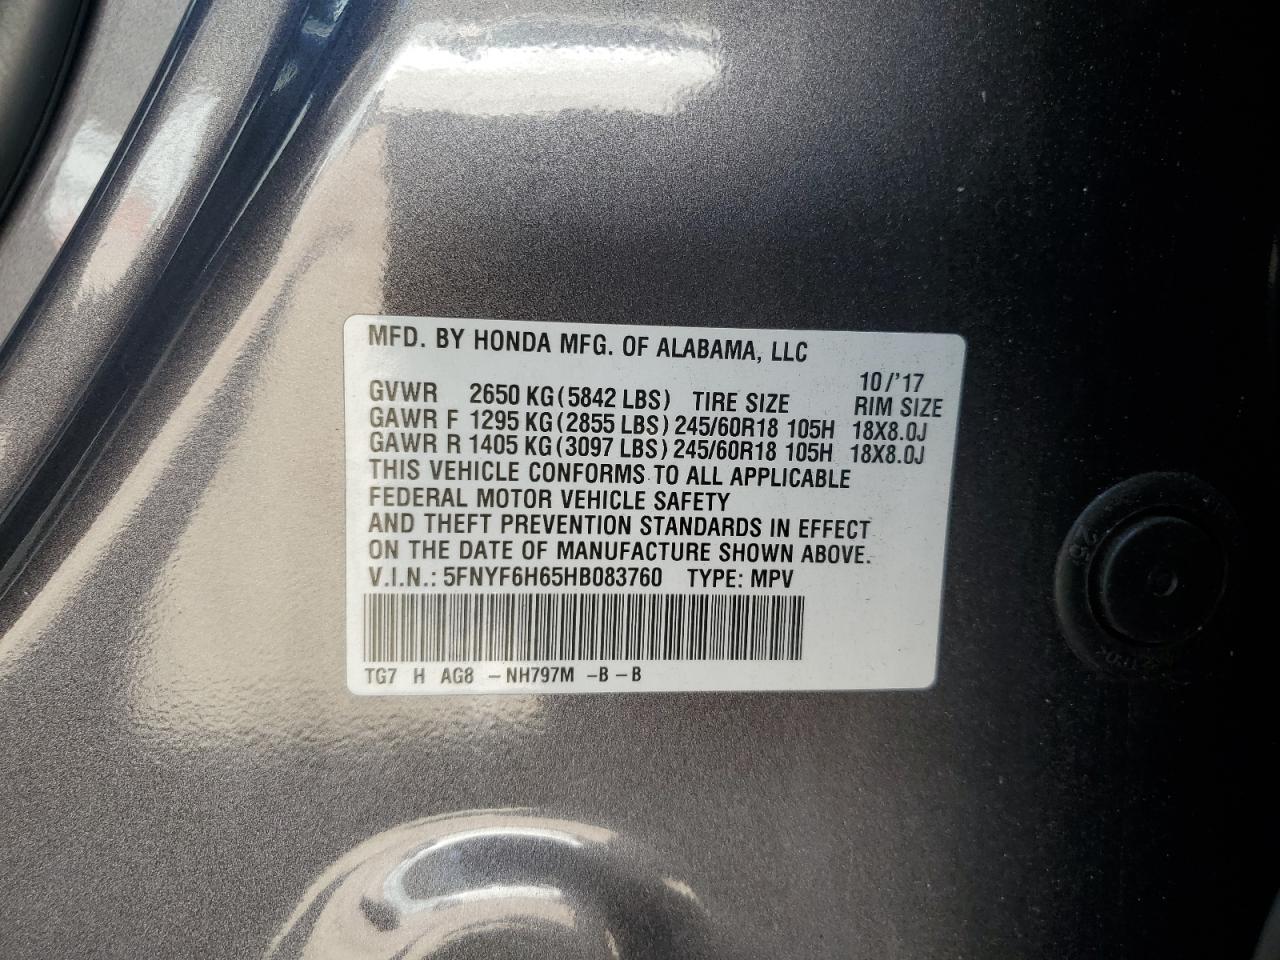 MFD. BY HONDA MFG. OF ALABAMA, LLC
10/'17
GVWR 2650 KG (5842 LBS) TIRE SIZE RIM SIZE
GAWR F 1295 KG (2855 LBS) 245/60R18 105H 18X8.0J
GAWR R 1405 KG (3097 LBS) 245/60R18 105H 18X8.0J
THIS VEHICLE CONFORMS TO ALL APPLICABLE
FEDERAL MOTOR VEHICLE SAFETY
AND THEFT PREVENTION STANDARDS IN EFFECT
ON THE DATE OF MANUFACTURE SHOWN ABOVE.
V.I.N.: 5FNYF6H65HB083760 TYPE: MPV
TG7 H AG8 - NH797M - B - B
25